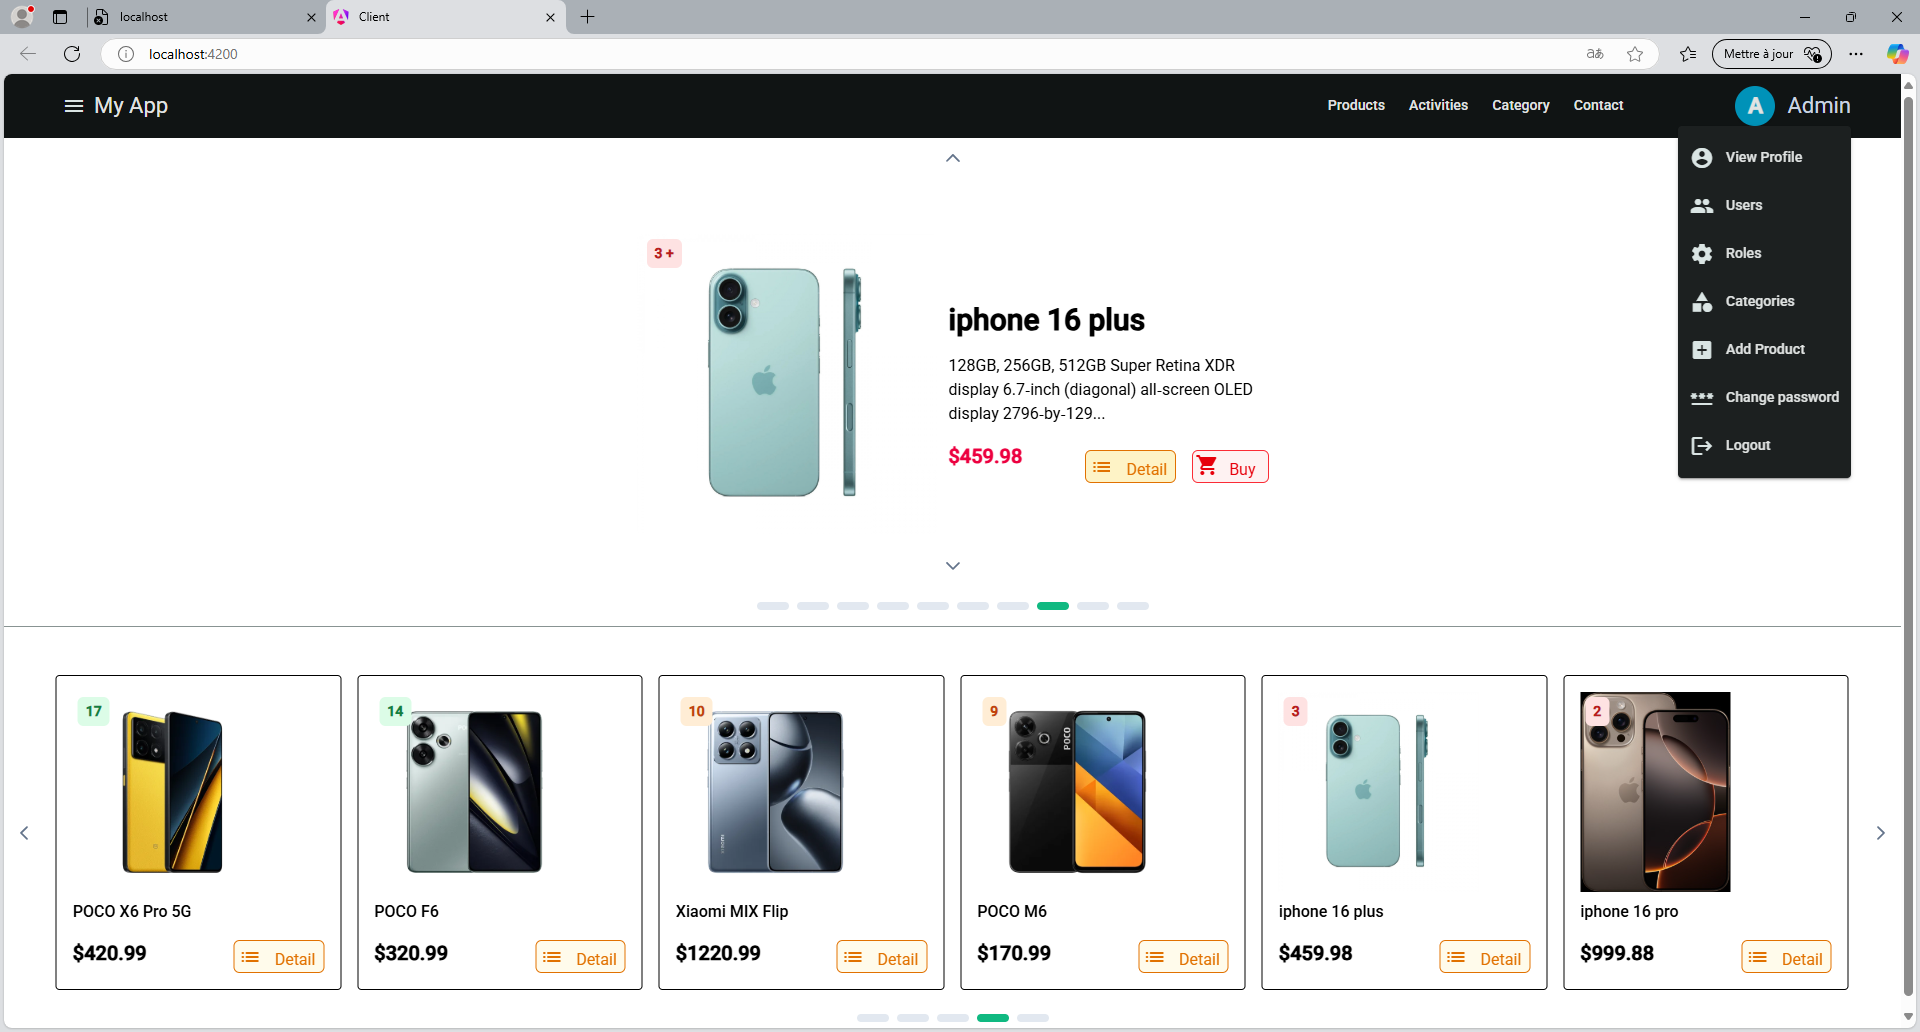 localhost
Client
localhost:4200
aあ
Mettre à jour
My App
Products
Activities
Category
Contact
A
Admin
View Profile
Users
Roles
Categories
Add Product
Change password
Logout
3 +
iphone 16 plus
128GB, 256GB, 512GB Super Retina XDR
display 6.7-inch (diagonal) all-screen OLED
display 2796-by-129...
$459.98
Detail
Buy
17
POCO X6 Pro 5G
$420.99
Detail
14
POCO F6
$320.99
Detail
10
xiaomi
Xiaomi MIX Flip
$1220.99
Detail
9
POCO
POCO M6
$170.99
Detail
3
iphone 16 plus
$459.98
Detail
2
iphone 16 pro
$999.88
Detail